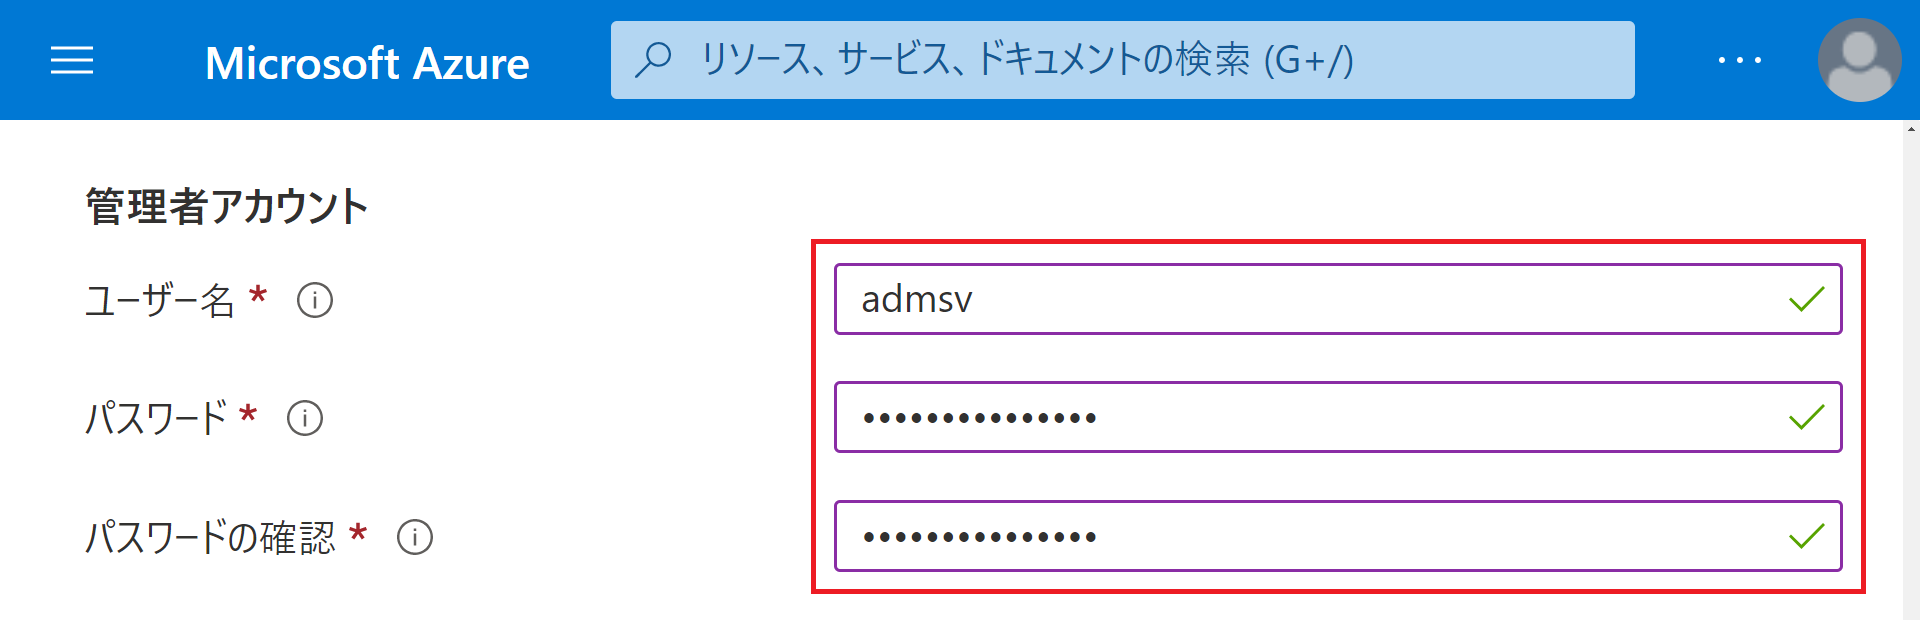 Microsoft Azure
リソース、サービス、ドキュメントの検索 (G+/)
管理者アカウント
ユーザー名 *
admsv
パスワード *
•••••••••••••••
パスワードの確認 *
•••••••••••••••